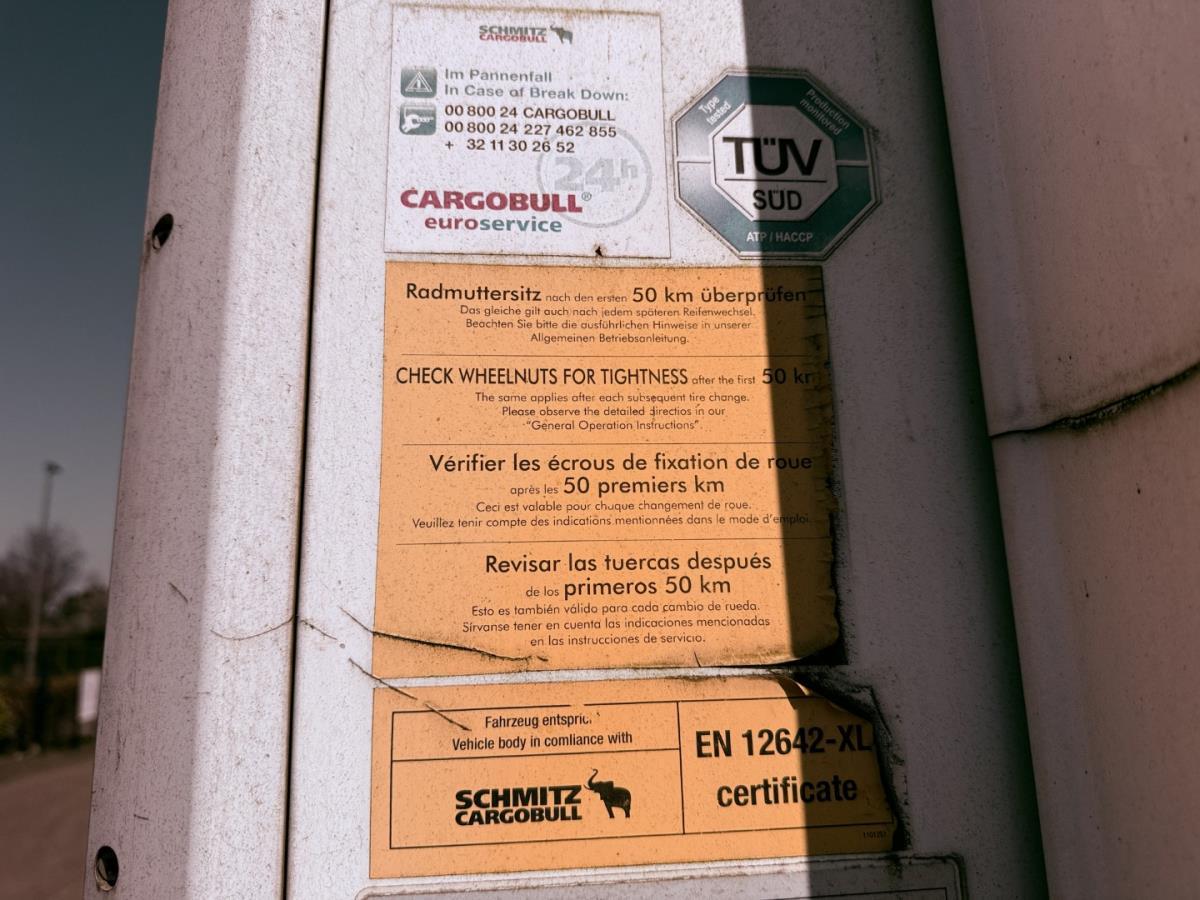 SCHMITZ
CARGOBULL
Im Pannenfall
In Case of Break Down:
00 800 24 CARGOBULL
00 800 24 227 462 855
+ 32 11 30 26 52
24h
CARGOBULL®
euroservice
Type tested
Production monitored
TÜV
SÜD
ATP / HACCP
Radmuttersitz nach den ersten 50 km überprüfen
Das gleiche gilt auch nach jedem späteren Reifenwechsel.
Beachten Sie bitte die ausführlichen Hinweise in unserer
Allgemeinen Betriebsanleitung.
CHECK WHEELNUTS FOR TIGHTNESS after the first 50
The same applies after each subsequent tire change.
Please observe the detailed directios in our
"General Operation Instructions".
Vérifier les écrous de fixation de roue
après les 50 premiers km
Ceci est valable pour chuque changement de roue.
Veuillez tenir compte des indications mentionnées dans le mode d'emploi.
Revisar las tuercas después
de los primeros 50 km
Esto es también válido para cada cambio de rueda.
Sírvanse tener en cuenta las indicaciones mencionadas
en las instrucciones de servicio.
Fahrzeug
Vehicle body in comliance with
SCHMITZ
CARGOBULL
EN 12642-XL
certificate